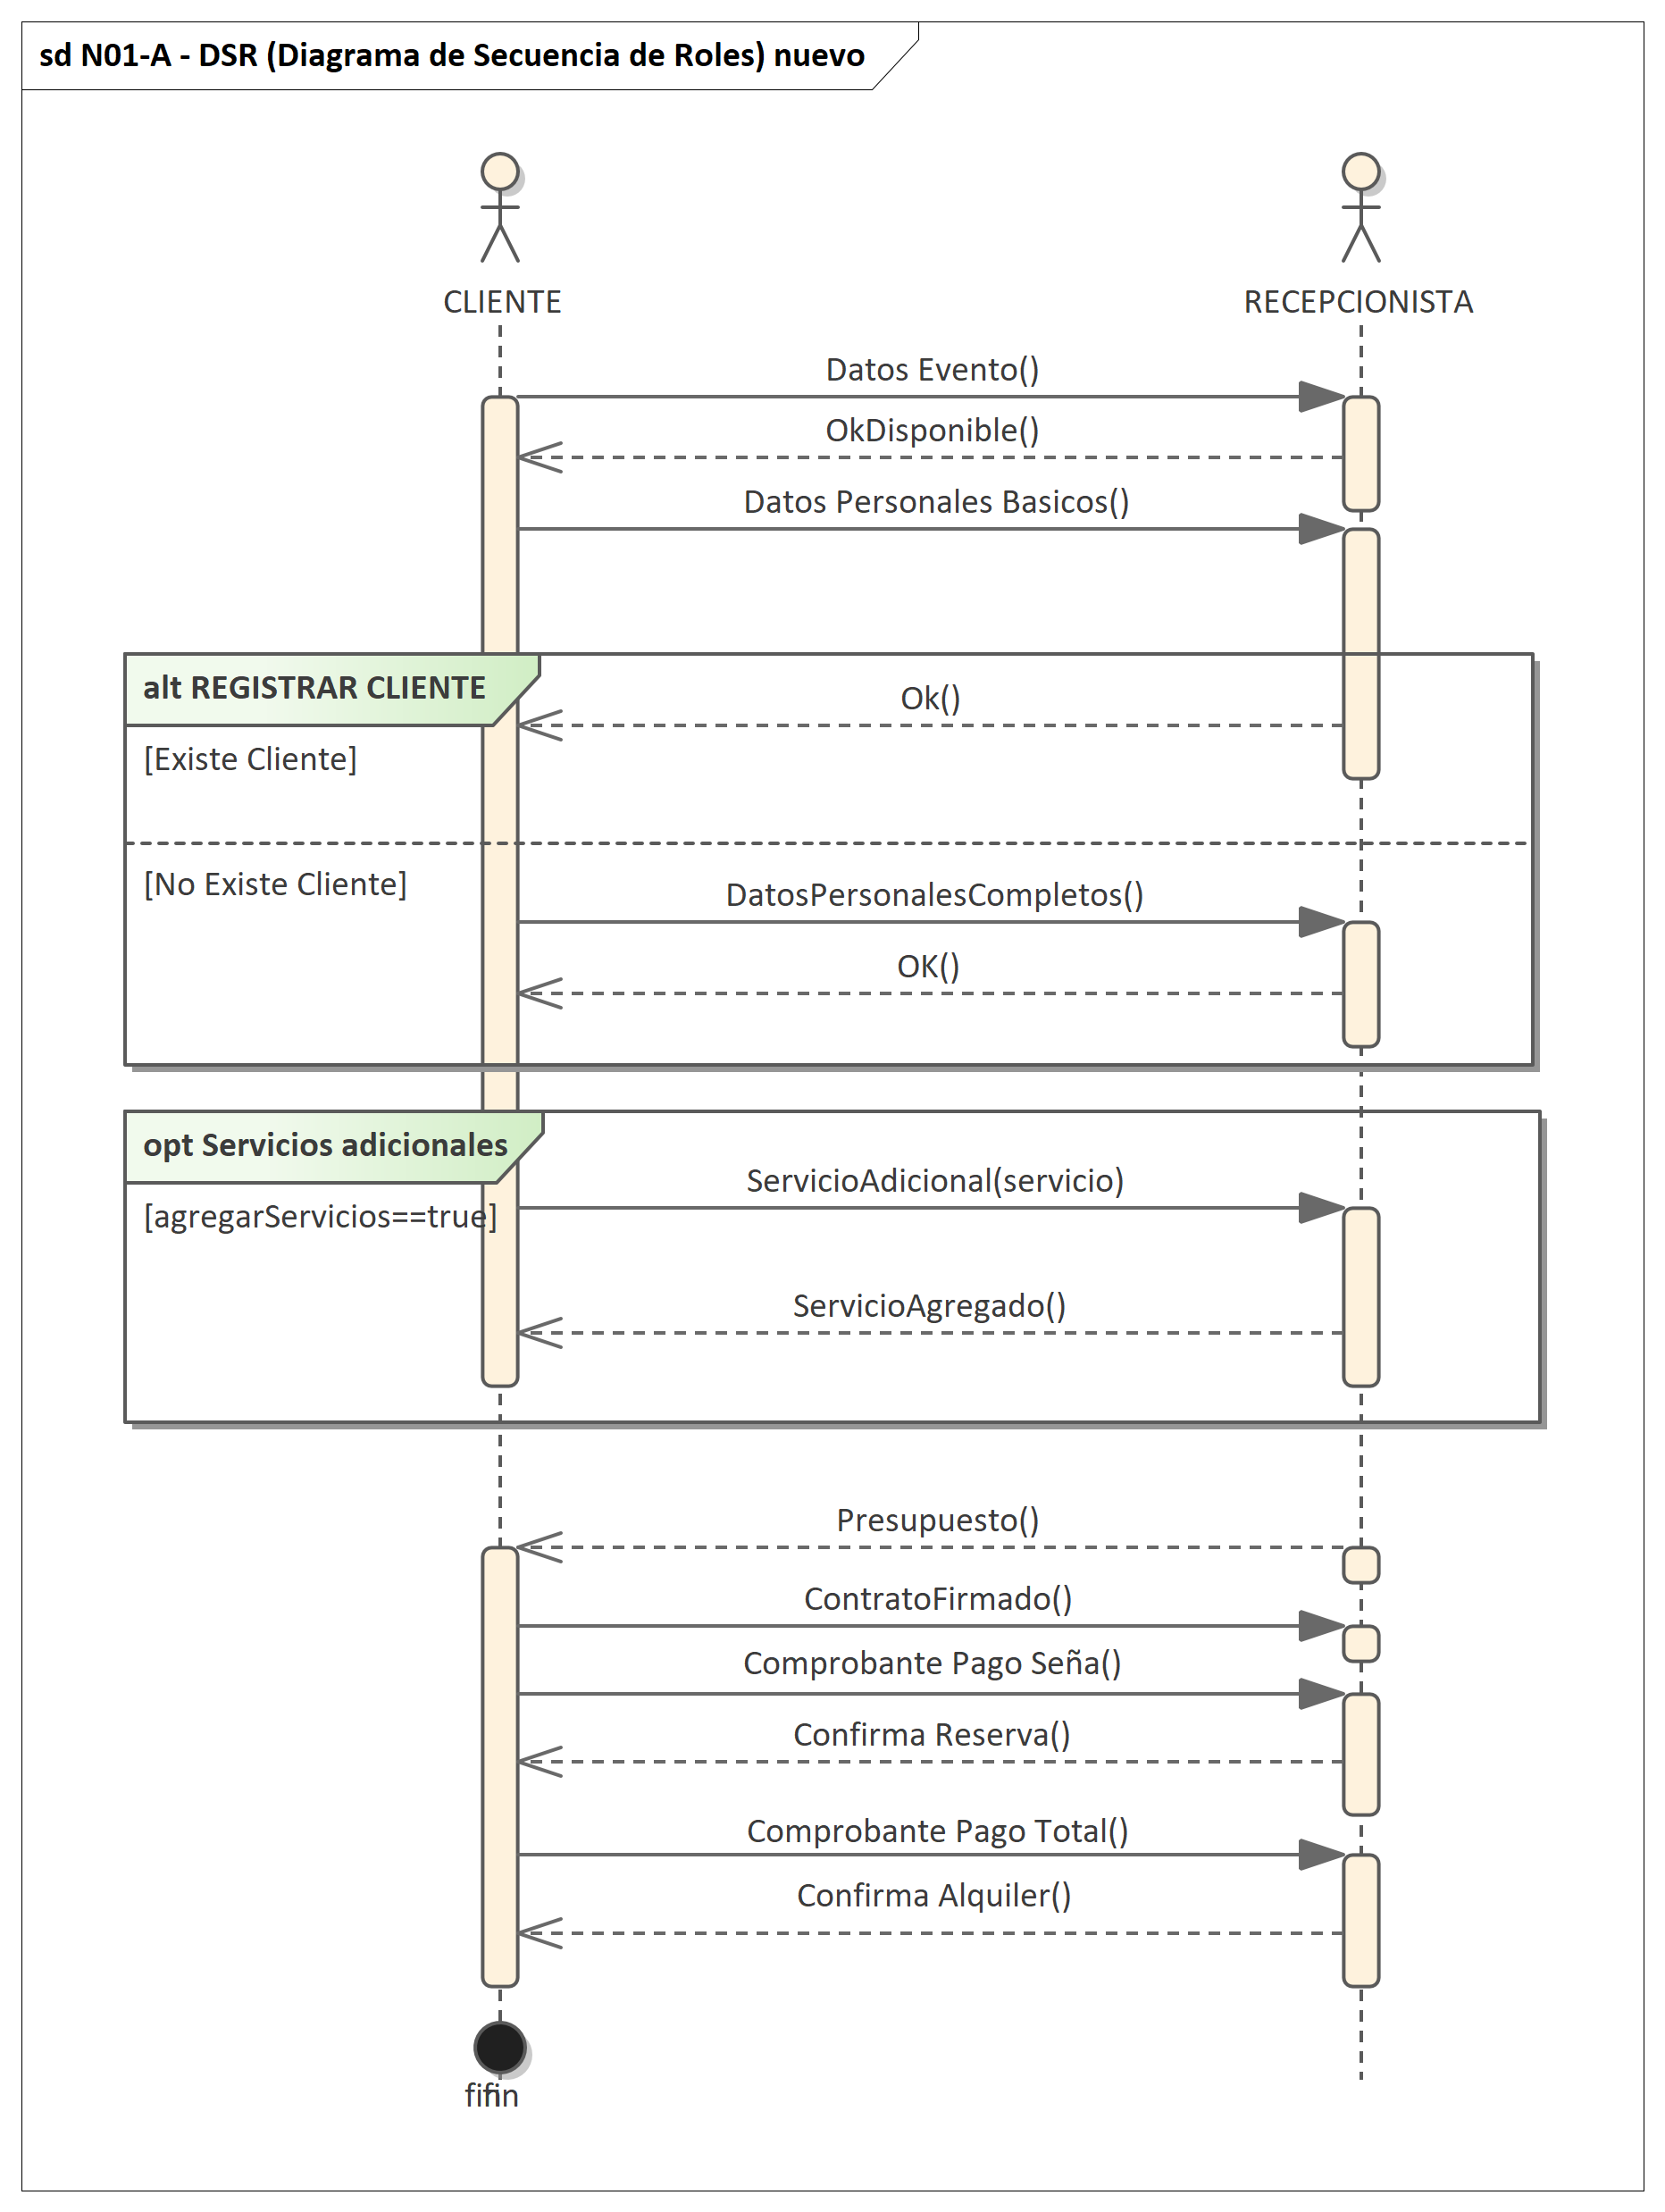 sd N01-A - DSR (Diagrama de Secuencia de Roles) nuevo
CLIENTE
RECEPCIONISTA
Datos Evento()
OkDisponible()
Datos Personales Basicos()
alt REGISTRAR CLIENTE
Ok()
[Existe Cliente]
[No Existe Cliente]
DatosPersonalesCompletos()
OK()
opt Servicios adicionales
ServicioAdicional(servicio)
[agregarServicios==true]
ServicioAgregado()
Presupuesto()
ContratoFirmado()
Comprobante Pago Seña()
Confirma Reserva()
Comprobante Pago Total()
Confirma Alquiler()
fin
fin